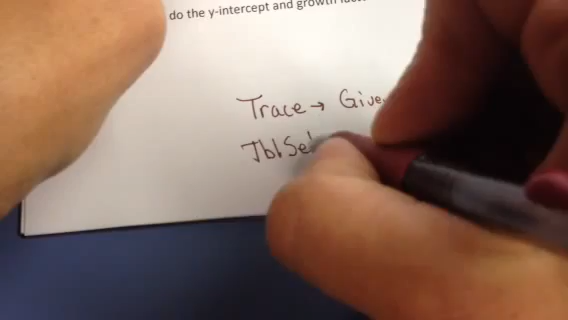 do the y-intercept and growth
Trace → Give
TblSe